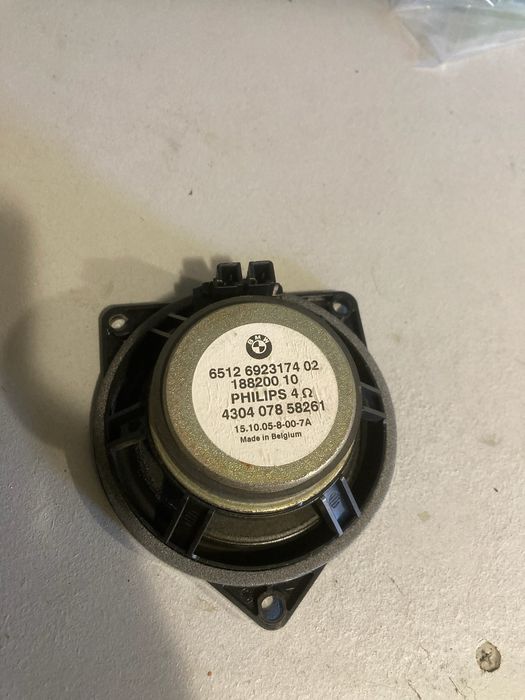 BMW
6512 6923174 02
188200 10
PHILIPS 4 Ω
4304 078 58261
15.10.05-8-00-7A
Made in Belgium